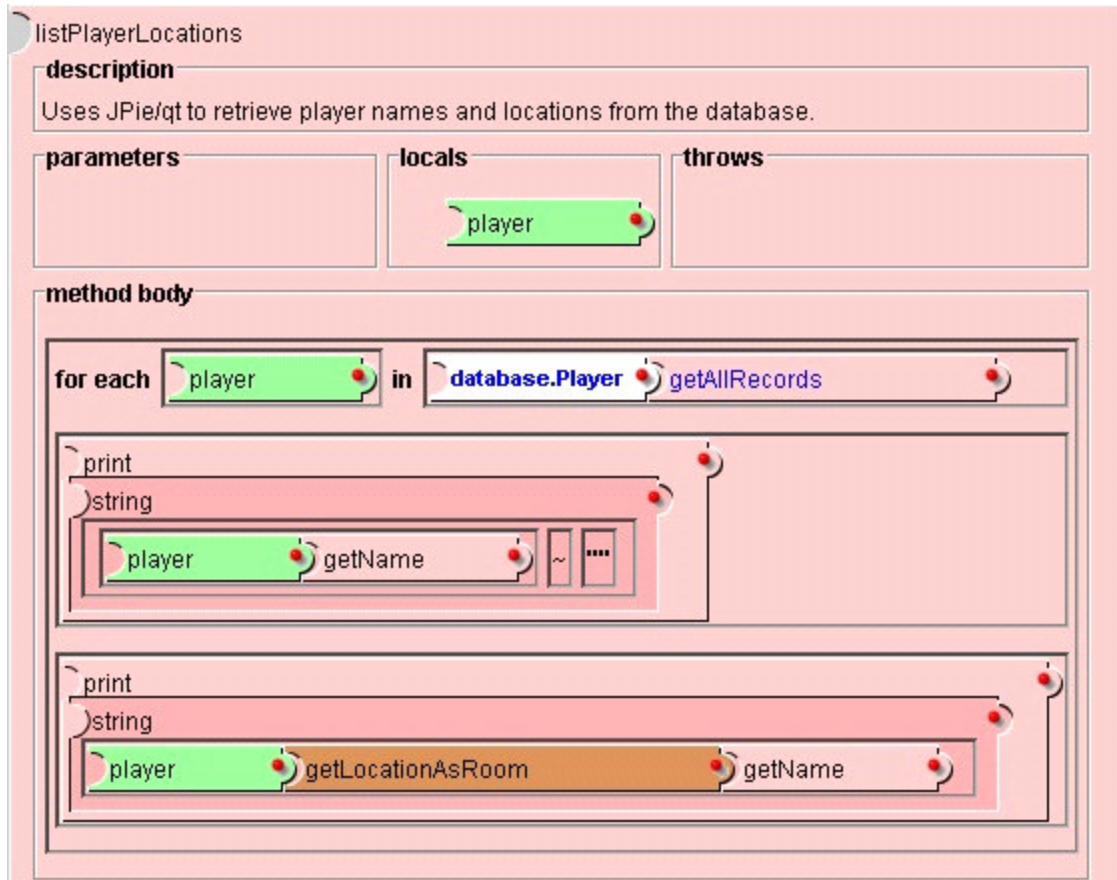 listPlayerLocations
description
Uses JPie/qt to retrieve player names and locations from the database.
parameters locals throws
player
method body
for each player in database.Player getAllRecords
print
string
player getName ~ """"
print
string
player getLocationAsRoom getName